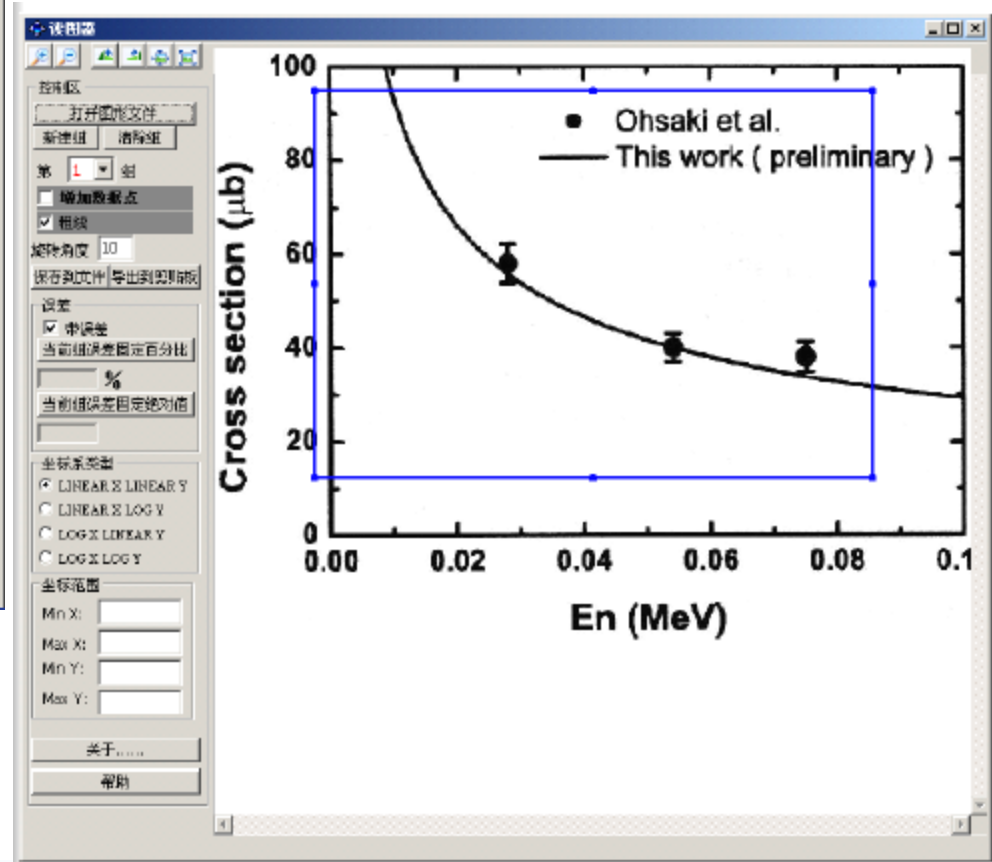 读图器
控制区
打开图形文件
新建组 清除组
第 1 组
增加数据点
粗线
旋转角度 10
保存到文件 导出到剪贴板
误差
带误差
当前组误差固定百分比
%
当前组误差固定绝对值
坐标系类型
LINEAR X LINEAR Y
LINEAR X LOG Y
LOG X LINEAR Y
LOG X LOG Y
坐标范围
Min X:
Max X:
Min Y:
Max Y:
关于......
帮助
100
80
60
40
20
0
Cross section (μb)
Ohsaki et al.
This work ( preliminary )
0.00 0.02 0.04 0.06 0.08 0.1
En (MeV)